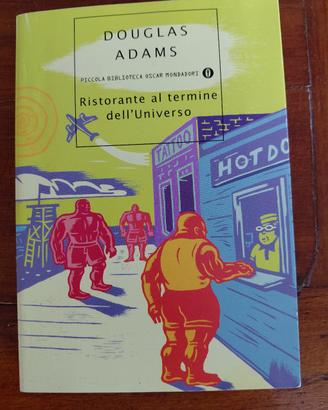 DOUGLAS
ADAMS
PICCOLA BIBLIOTECA OSCAR MONDADORI
Ristorante al termine
dell'Universo
TATTOO
HOT DO